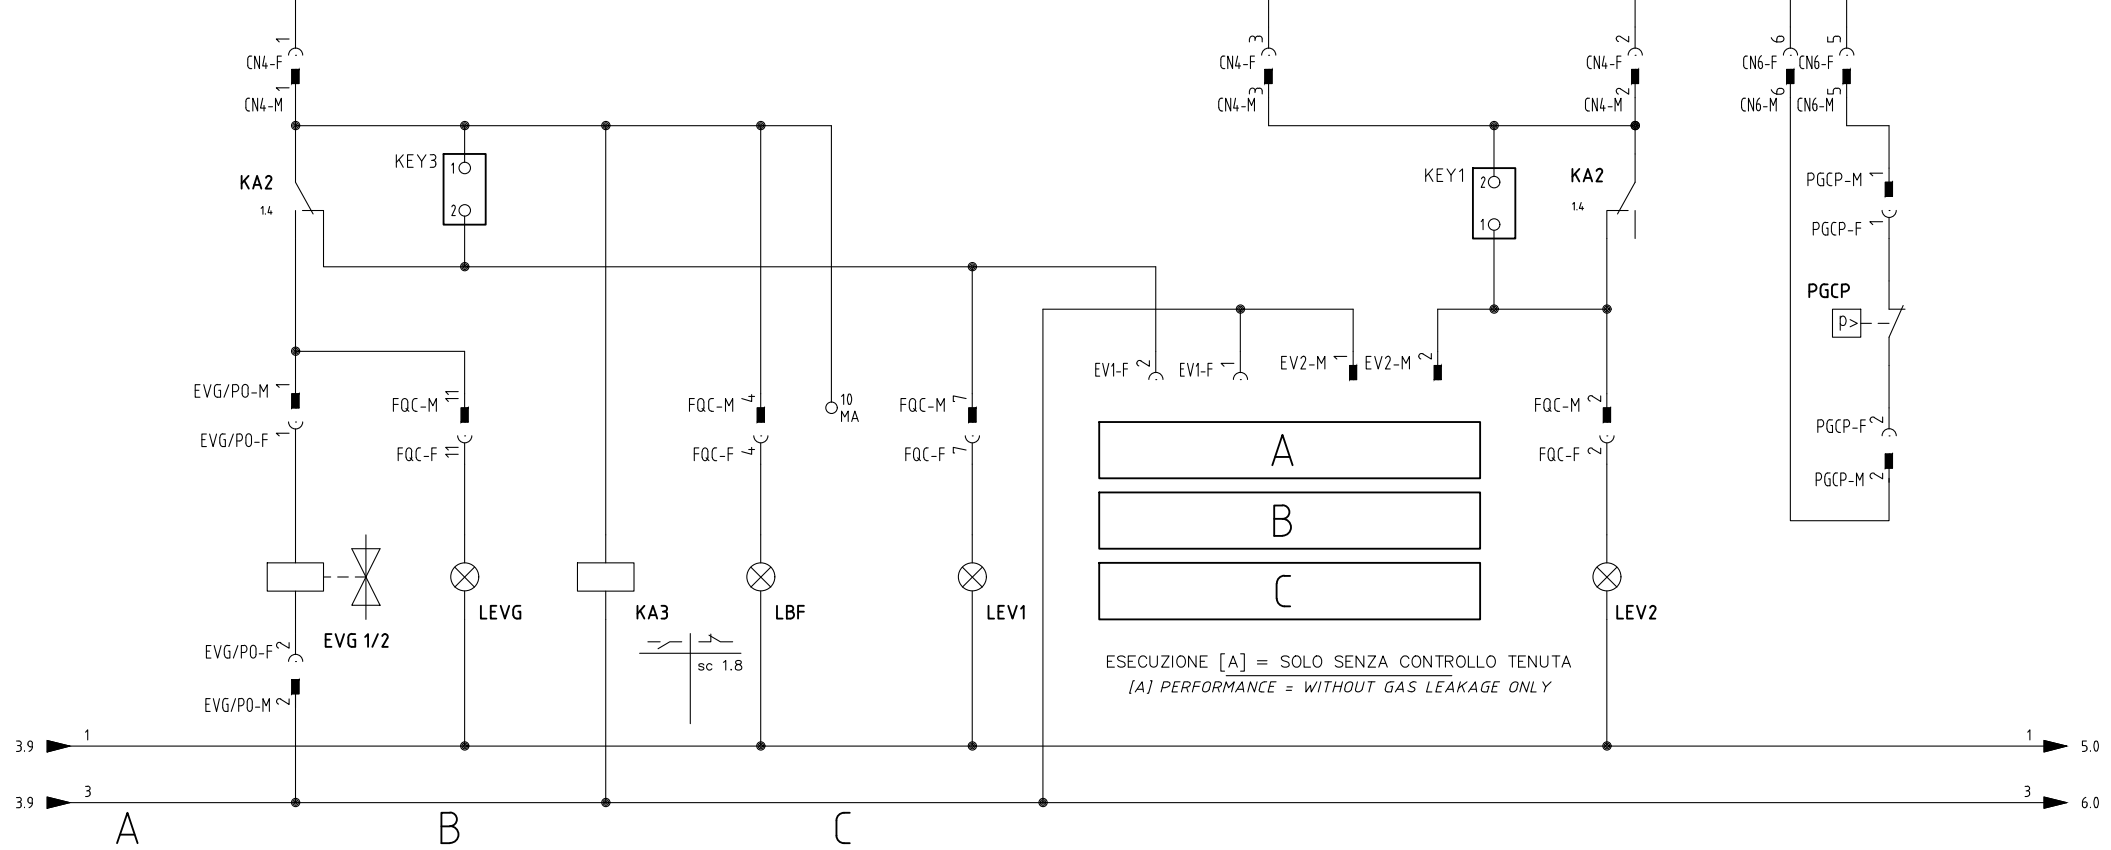 1
3
2
6
5
CN4-F
CN4-F
CN4-F
CN6-F
CN6-F
1
3
2
6
5
CN4-M
CN4-M
CN4-M
CN6-M
CN6-M
KEY3
1
2
KA2
1.4
KEY1
2
1
KA2
1.4
PGCP-M
1
PGCP-F
1
PGCP
p>
EV1-F
2
EV1-F
1
EV2-M
1
EV2-M
2
EVG/PO-M
1
EVG/PO-F
1
FQC-M
11
FQC-F
11
FQC-M
4
FQC-F
4
10
MA
FQC-M
7
FQC-F
7
FQC-M
2
FQC-F
2
PGCP-F
2
PGCP-M
2
A
B
C
EVG 1/2
LEVG
KA3
LBF
LEV1
LEV2
sc 1.8
EVG/PO-F
2
EVG/PO-M
2
ESECUZIONE [A] = SOLO SENZA CONTROLLO TENUTA
[A] PERFORMANCE = WITHOUT GAS LEAKAGE ONLY
3.9
1
1
5.0
3.9
3
3
6.0
A
B
C